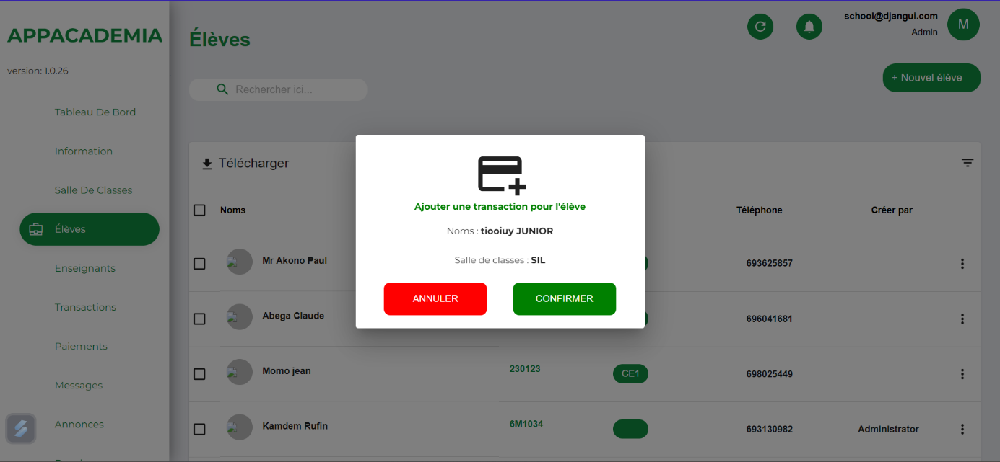 APPACADEMIA
version: 1.0.26
Tableau De Bord
Information
Salle De Classes
Élèves
Enseignants
Transactions
Paiements
Messages
Annonces
Élèves
school@djangui.com
Admin
M
Rechercher ici...
+ Nouvel élève
Télécharger
Noms
Téléphone
Créer par
Mr Akono Paul
693625857
Abega Claude
696041681
Momo jean
230123
CE1
698025449
Kamdem Rufin
6M1034
693130982
Administrator
Ajouter une transaction pour l'élève
Noms : tiooiuy JUNIOR
Salle de classes : SIL
ANNULER
CONFIRMER